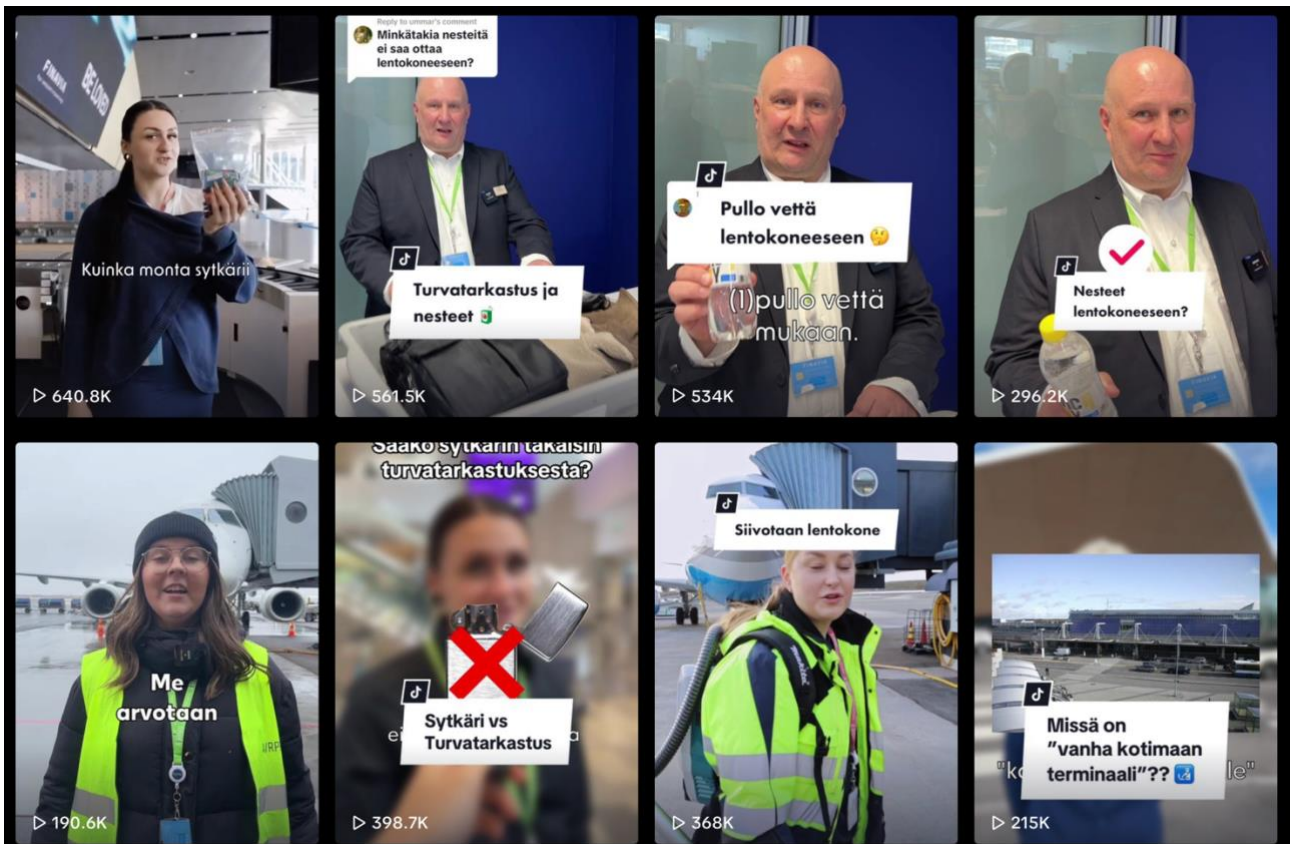 FINAVIA
BE LOVED
Kuinka monta sytkärii
640.8K
Reply to ummar's comment
Minkätakia nesteitä
ei saa ottaa
lentokoneeseen?
Turvatarkastus ja
nesteet
561.5K
Pullo vettä
lentokoneeseen 🤔
(1)pullo vettä
mukaan.
FINAVIA
534K
Nesteet
lentokoneeseen?
296.2K
Me
arvotaan
190.6K
Saako sytkärin takaisin
turvatarkastuksesta?
Sytkäri vs
Turvatarkastus
398.7K
Siivotaan lentokone
368K
Missä on
"vanha kotimaan
terminaali"?? 🚮
215K